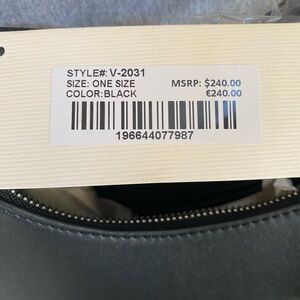 STYLE#: V-2031
SIZE: ONE SIZE MSRP: $240.00
COLOR:BLACK €240.00
196644077987